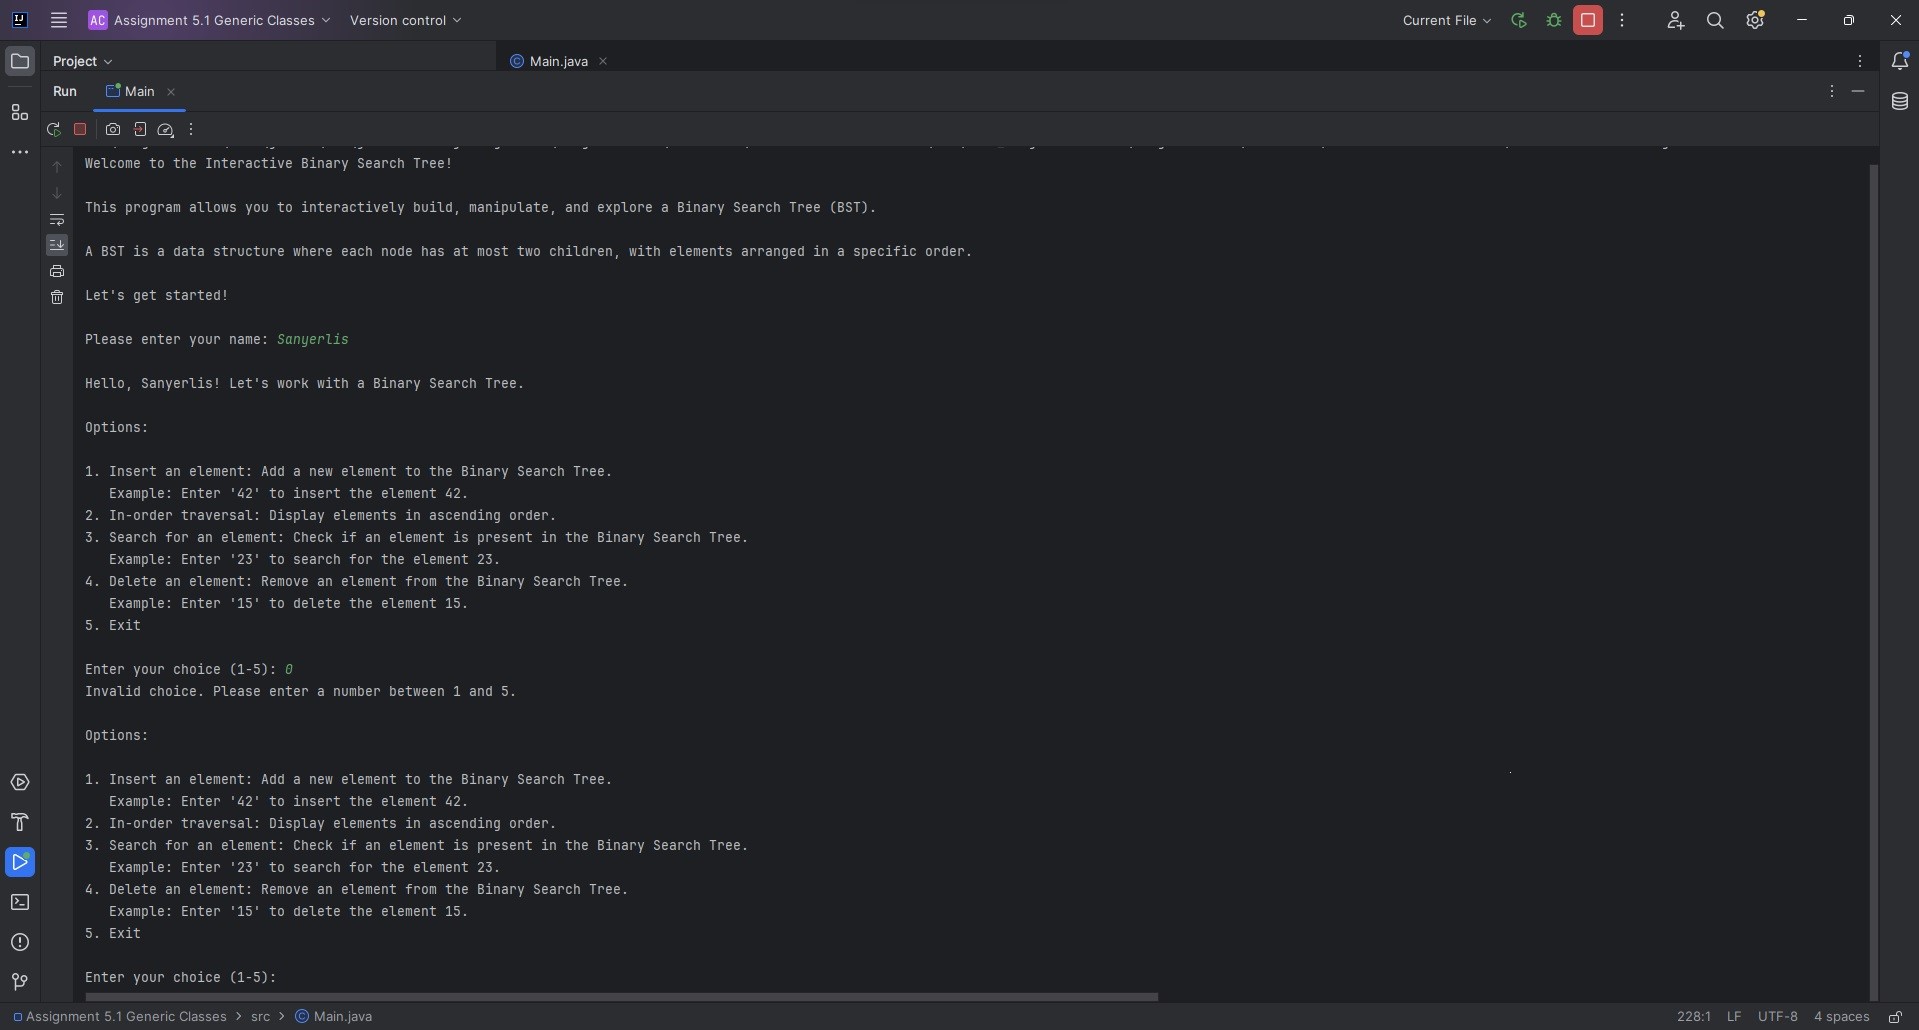 AC Assignment 5.1 Generic Classes Version control Current File
Project Main.java
Run Main
Welcome to the Interactive Binary Search Tree!
This program allows you to interactively build, manipulate, and explore a Binary Search Tree (BST).
A BST is a data structure where each node has at most two children, with elements arranged in a specific order.
Let's get started!
Please enter your name: Sanyerlis
Hello, Sanyerlis! Let's work with a Binary Search Tree.
Options:
1. Insert an element: Add a new element to the Binary Search Tree.
Example: Enter '42' to insert the element 42.
2. In-order traversal: Display elements in ascending order.
3. Search for an element: Check if an element is present in the Binary Search Tree.
Example: Enter '23' to search for the element 23.
4. Delete an element: Remove an element from the Binary Search Tree.
Example: Enter '15' to delete the element 15.
5. Exit
Enter your choice (1-5): 0
Invalid choice. Please enter a number between 1 and 5.
Options:
1. Insert an element: Add a new element to the Binary Search Tree.
Example: Enter '42' to insert the element 42.
2. In-order traversal: Display elements in ascending order.
3. Search for an element: Check if an element is present in the Binary Search Tree.
Example: Enter '23' to search for the element 23.
4. Delete an element: Remove an element from the Binary Search Tree.
Example: Enter '15' to delete the element 15.
5. Exit
Enter your choice (1-5):
Assignment 5.1 Generic Classes > src > Main.java 228:1 LF UTF-8 4 spaces